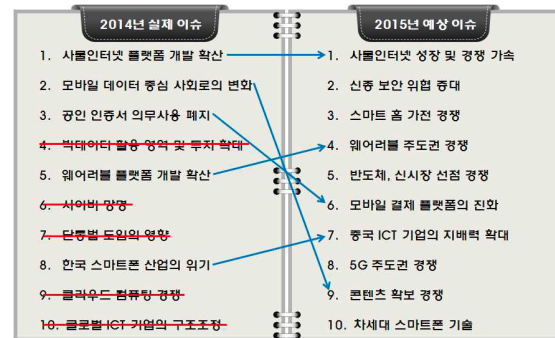 2014년 실제 이슈
1. 사물인터넷 플랫폼 개발 확산
2. 모바일 데이터 중심 사회로의 변화
3. 공인 인증서 의무사용 폐지
4. 빅데이터 활용 영역 및 투자 확대
5. 웨어러블 플랫폼 개발 확산
6. 사이버 망명
7. 단통법 도입의 영향
8. 한국 스마트폰 산업의 위기
9. 클라우드 컴퓨팅 경쟁
10. 글로벌 ICT 기업의 구조조정
2015년 예상 이슈
1. 사물인터넷 성장 및 경쟁 가속
2. 신종 보안 위협 증대
3. 스마트 홈 가전 경쟁
4. 웨어러블 주도권 경쟁
5. 반도체, 신시장 선점 경쟁
6. 모바일 결제 플랫폼의 진화
7. 중국 ICT 기업의 지배력 확대
8. 5G 주도권 경쟁
9. 콘텐츠 확보 경쟁
10. 차세대 스마트폰 기술